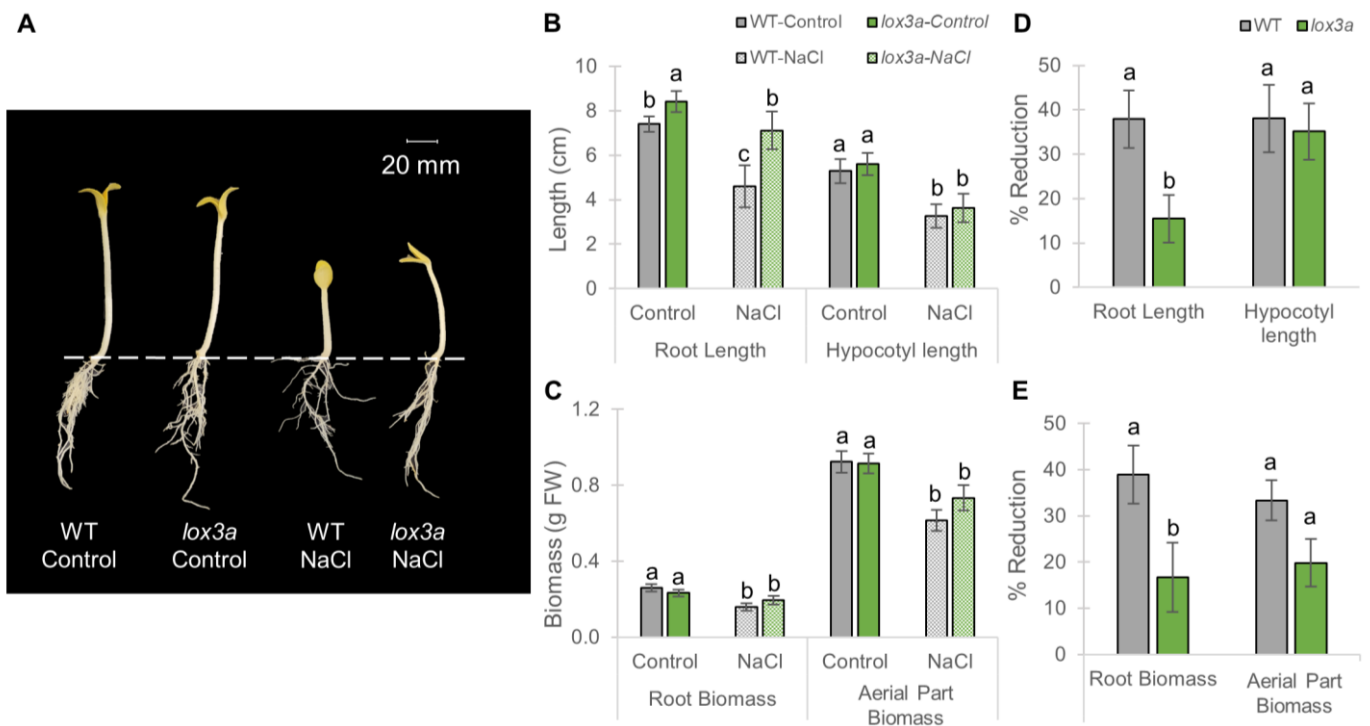 A
20 mm
WT
Control
lox3a
Control
WT
NaCl
lox3a
NaCl
B
WT-Control
lox3a-Control
WT-NaCl
lox3a-NaCl
Length (cm)
10
8
6
4
2
0
b
a
c
b
a
a
b
b
Control
NaCl
Control
NaCl
Root Length
Hypocotyl length
D
WT
lox3a
% Reduction
50
40
30
20
10
0
a
b
a
a
Root Length
Hypocotyl
length
C
Biomass (g FW)
1.2
0.8
0.4
0.0
a
a
b
b
a
a
b
b
Control
NaCl
Control
NaCl
Root Biomass
Aerial Part
Biomass
E
% Reduction
50
40
30
20
10
0
a
b
a
a
Root Biomass
Aerial Part
Biomass